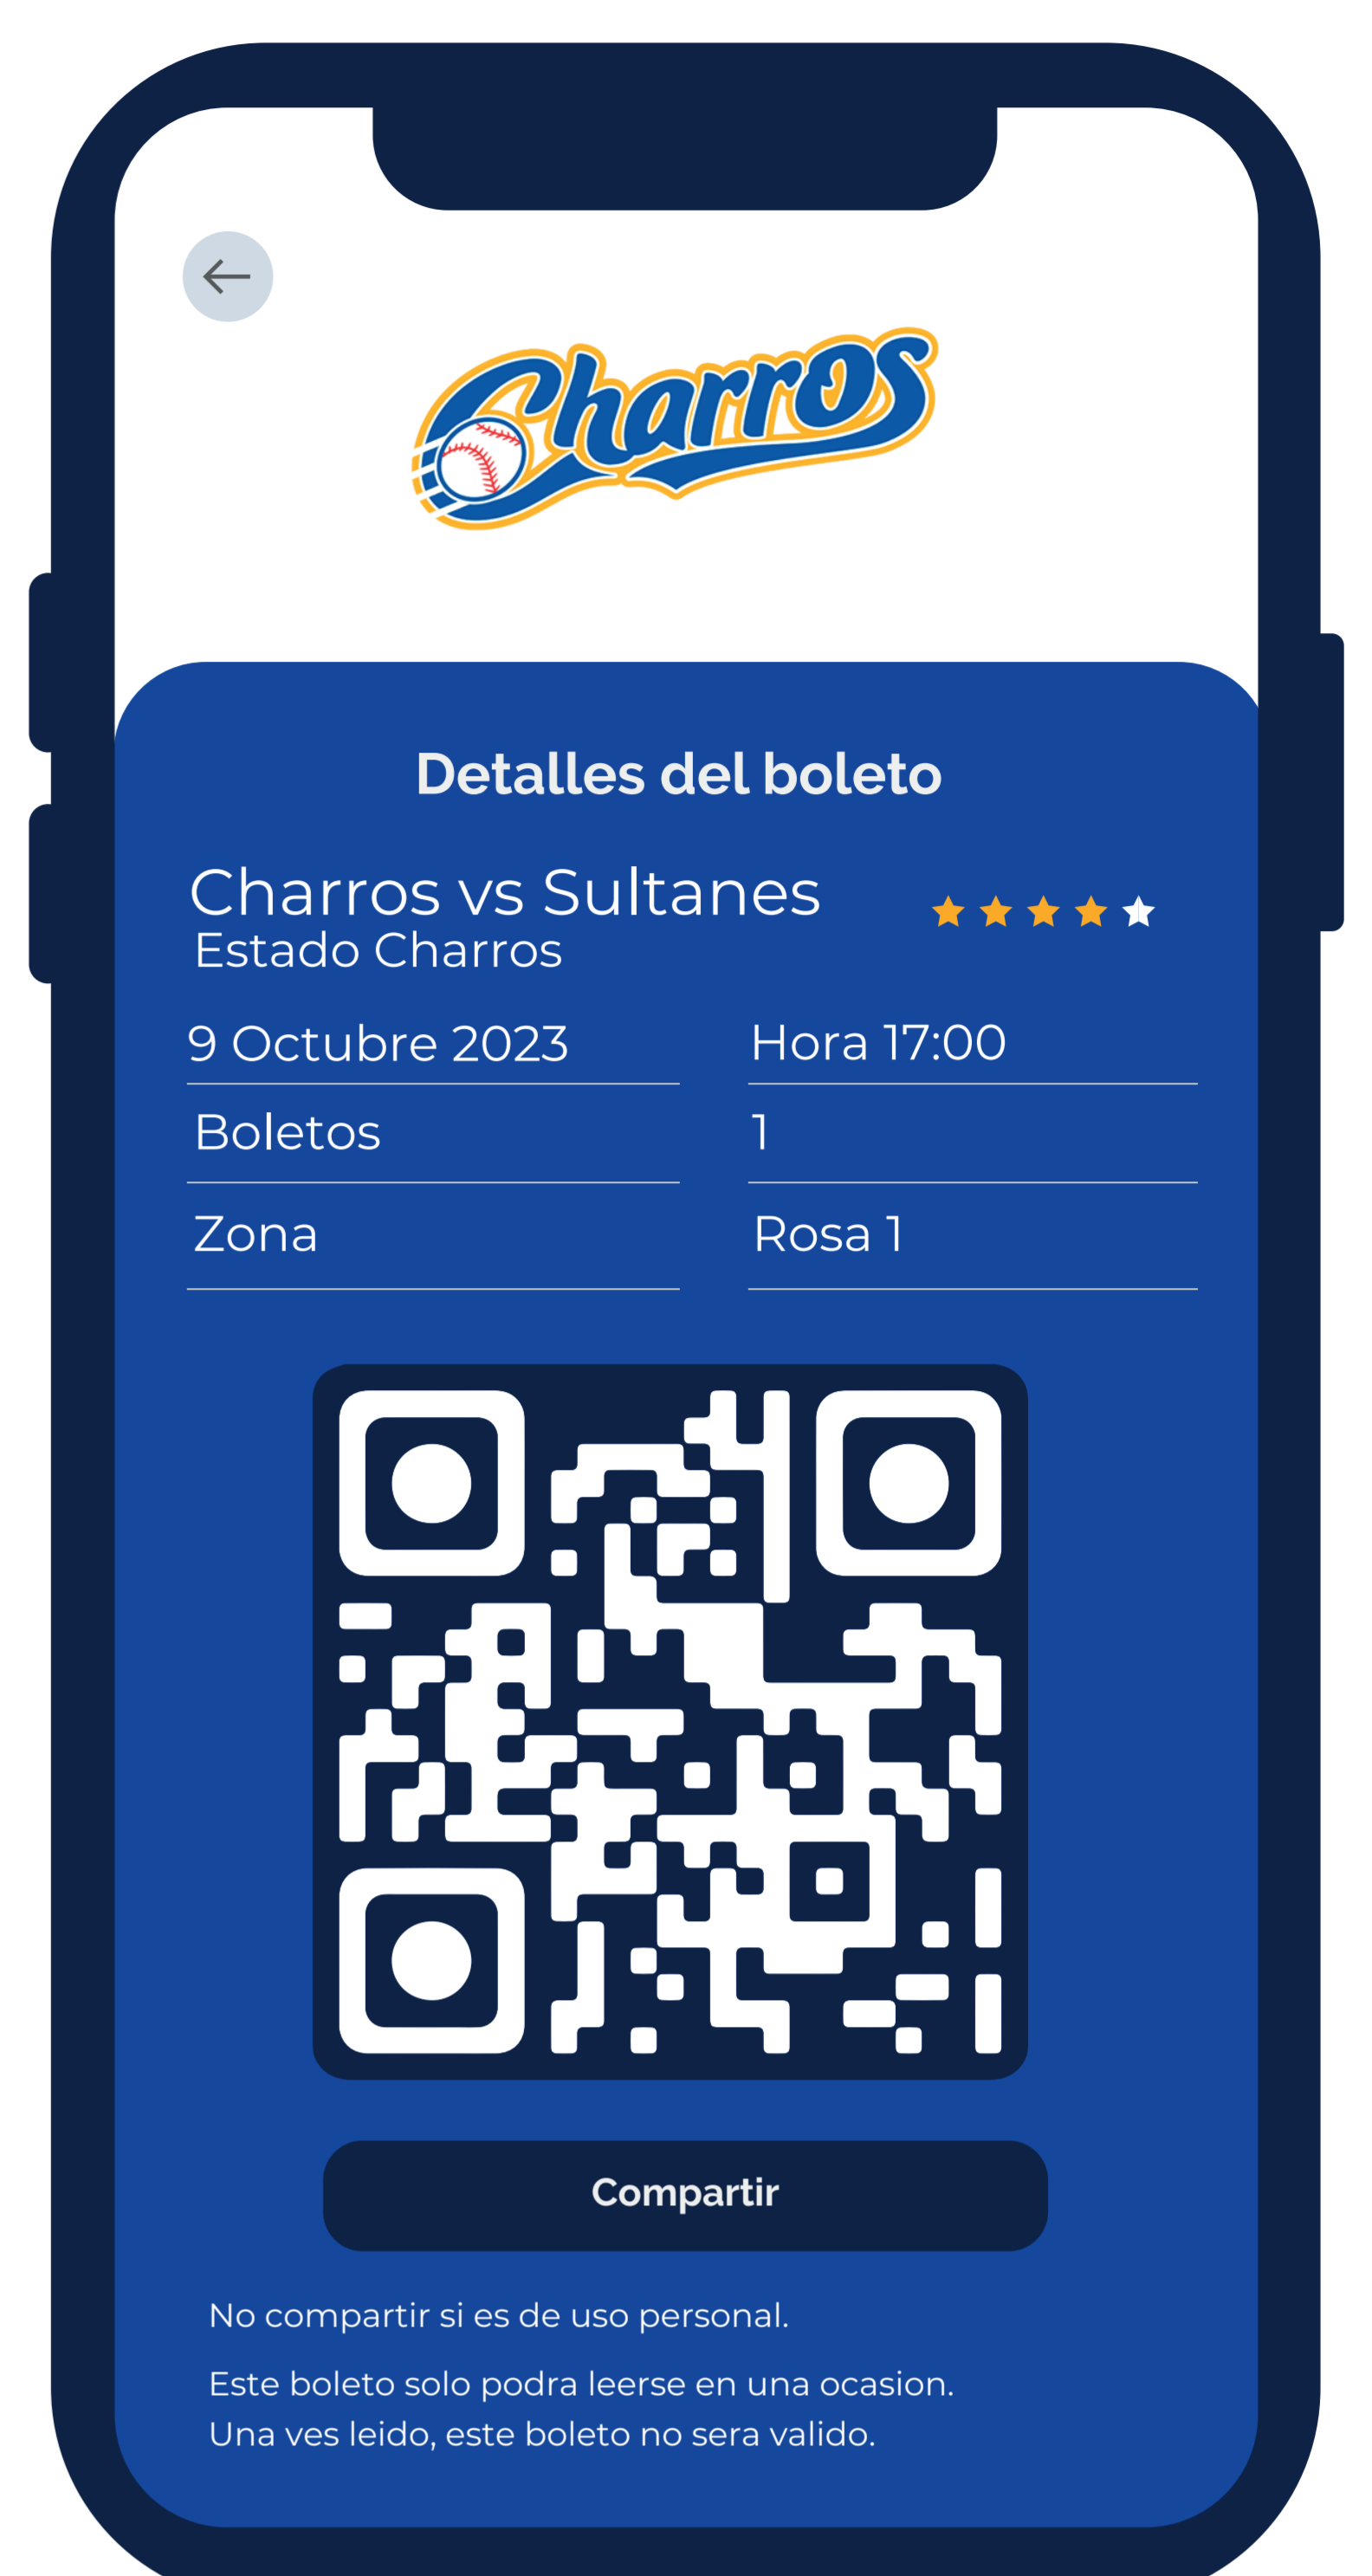 Charros
Detalles del boleto
Charros vs Sultanes
Estado Charros
9 Octubre 2023
Hora 17:00
Boletos
1
Zona
Rosa 1
Compartir
No compartir si es de uso personal.
Este boleto solo podra leerse en una ocasion.
Una ves leido, este boleto no sera valido.